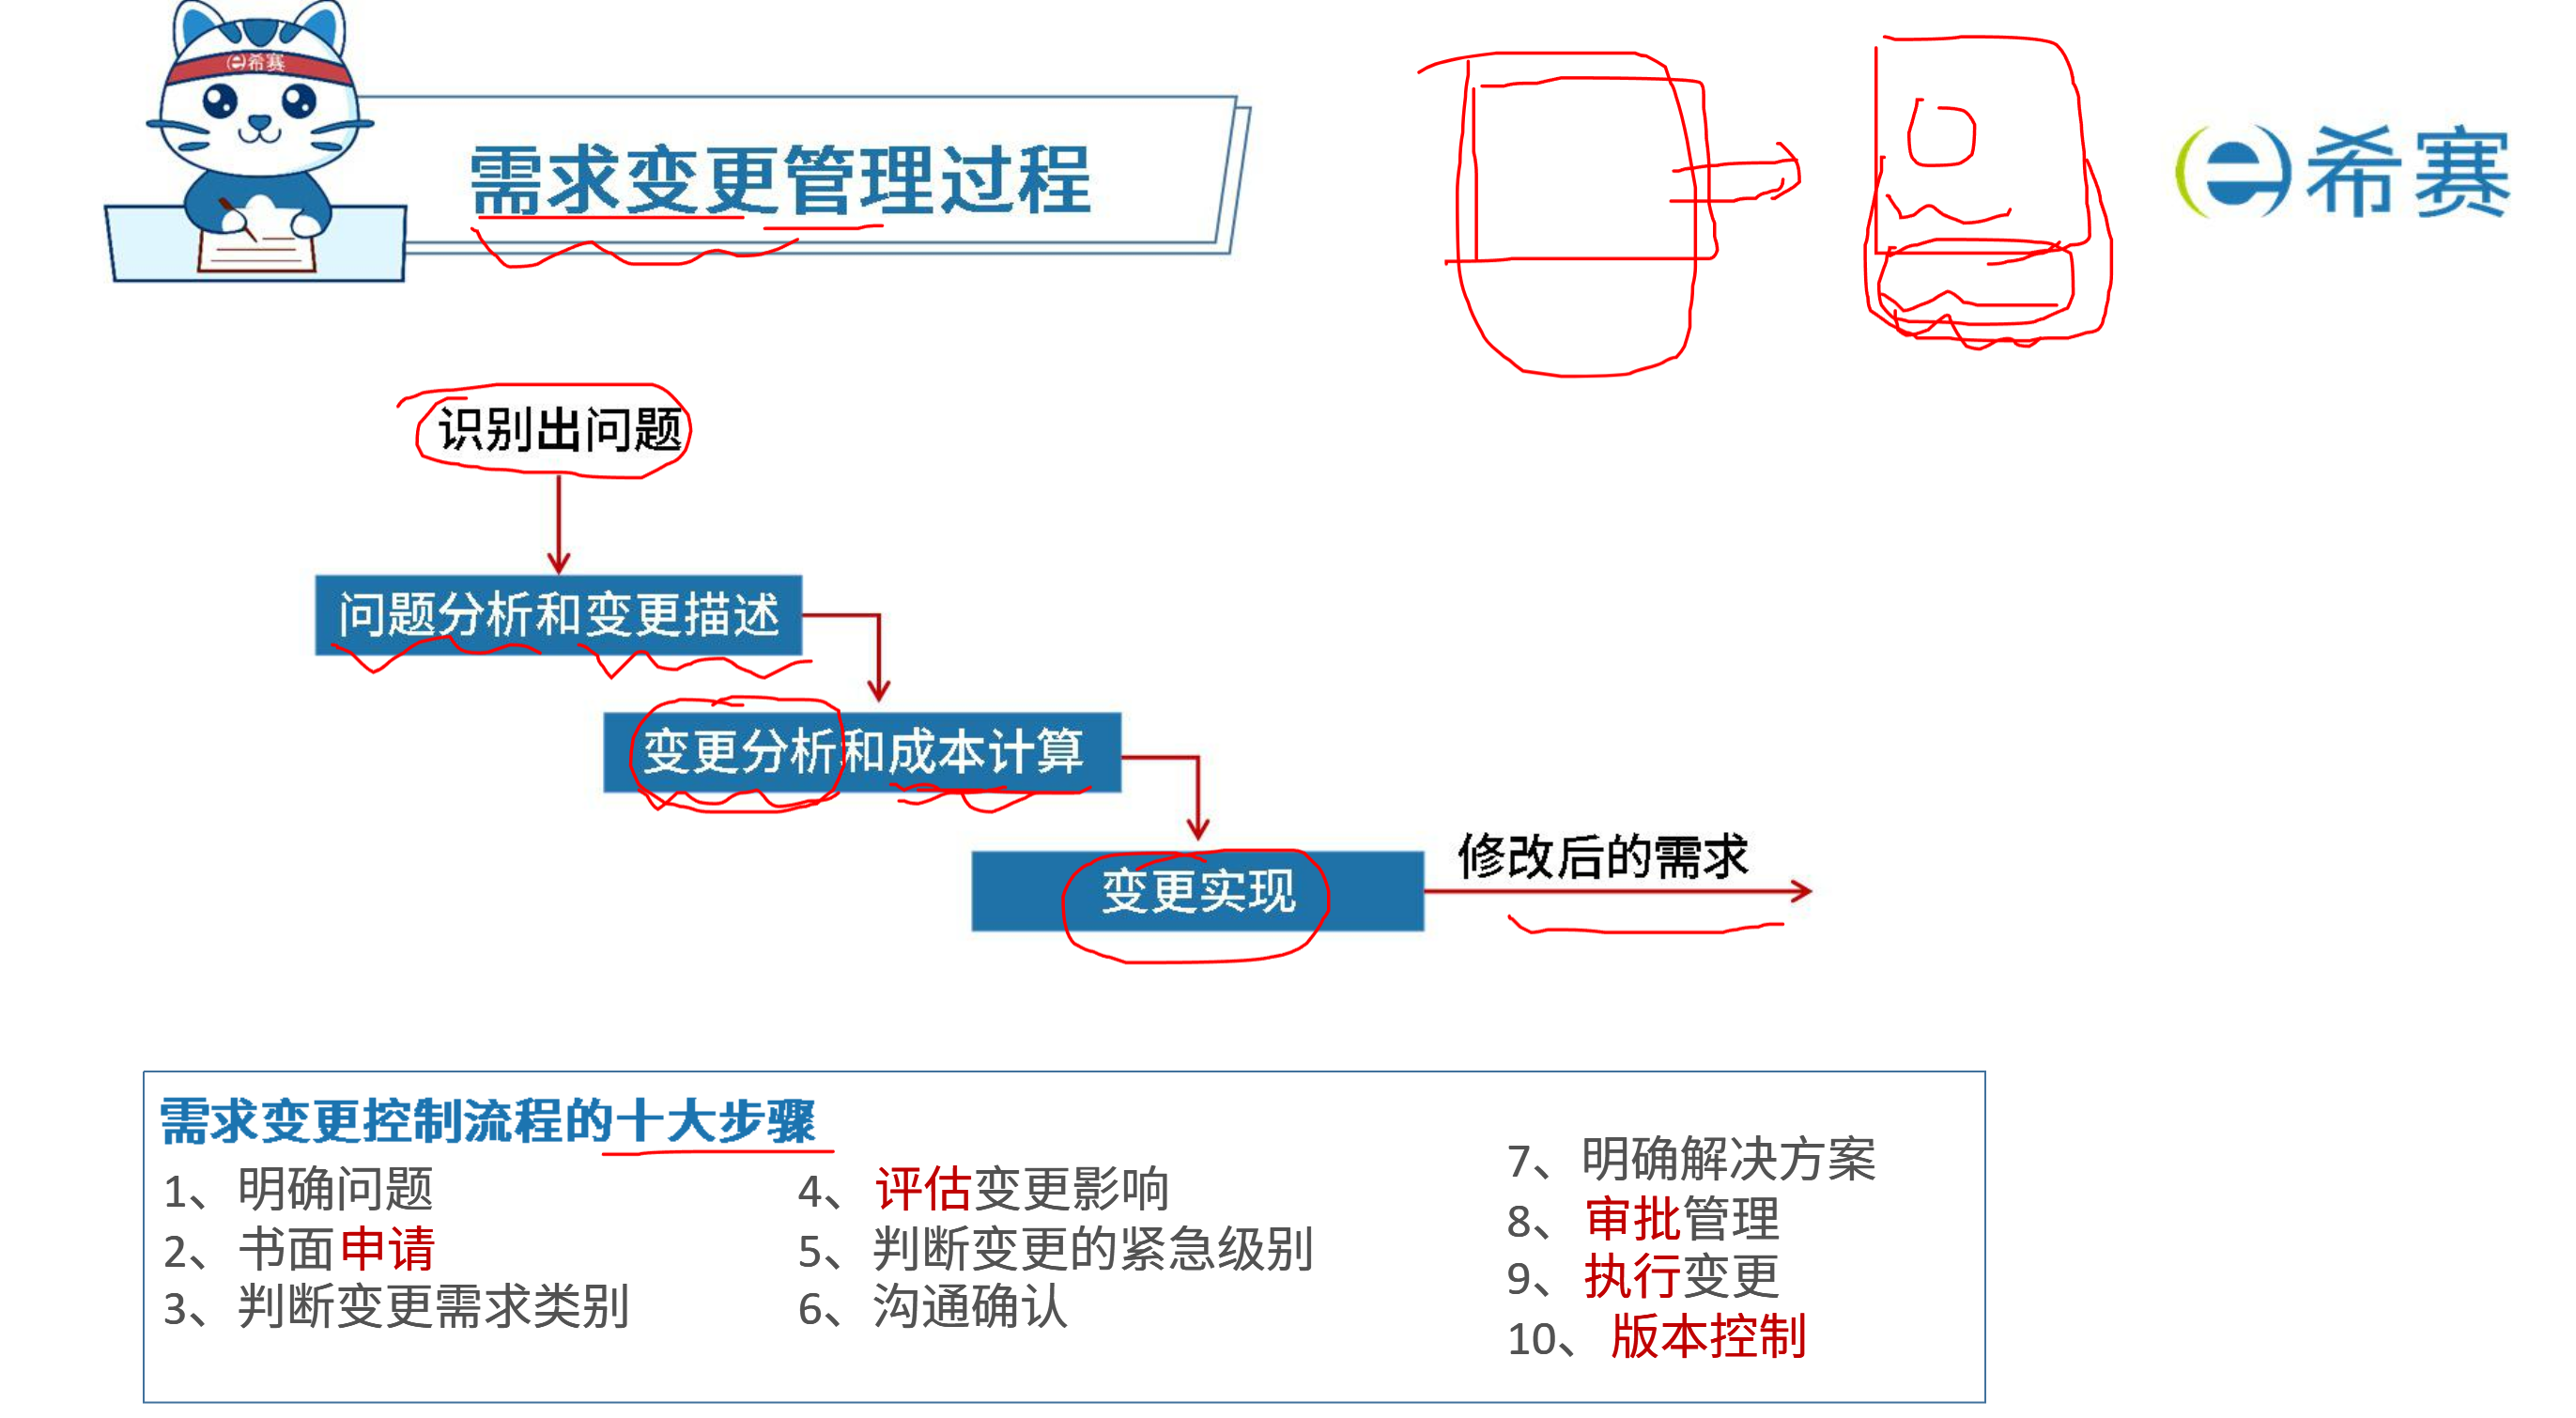 希赛
需求变更管理过程
希赛
识别出问题
问题分析和变更描述
变更分析和成本计算
变更实现
修改后的需求
需求变更控制流程的十大步骤
1、明确问题
2、书面申请
3、判断变更需求类别
4、评估变更影响
5、判断变更的紧急级别
6、沟通确认
7、明确解决方案
8、审批管理
9、执行变更
10、版本控制